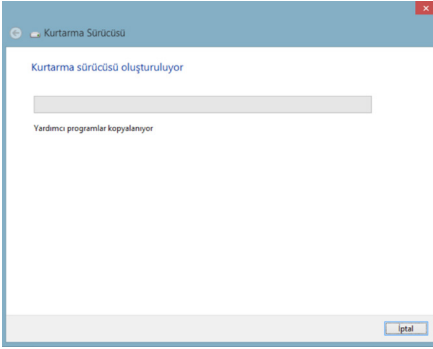 Kurtarma Sürücüsü
Kurtarma sürücüsü oluşturuluyor
Yardımcı programlar kopyalanıyor
İptal